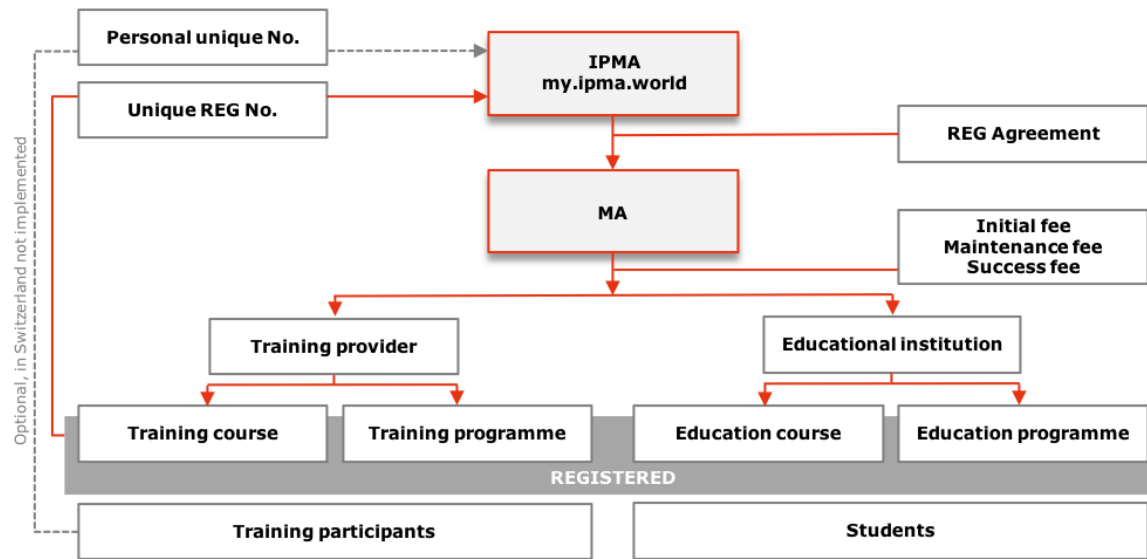 Personal unique No.
IPMA
my.ipma.world
Unique REG No.
REG Agreement
MA
Initial fee
Maintenance fee
Success fee
Optional, in Switzerland not implemented
Training provider
Educational institution
Training course
Training programme
Education course
Education programme
REGISTERED
Training participants
Students